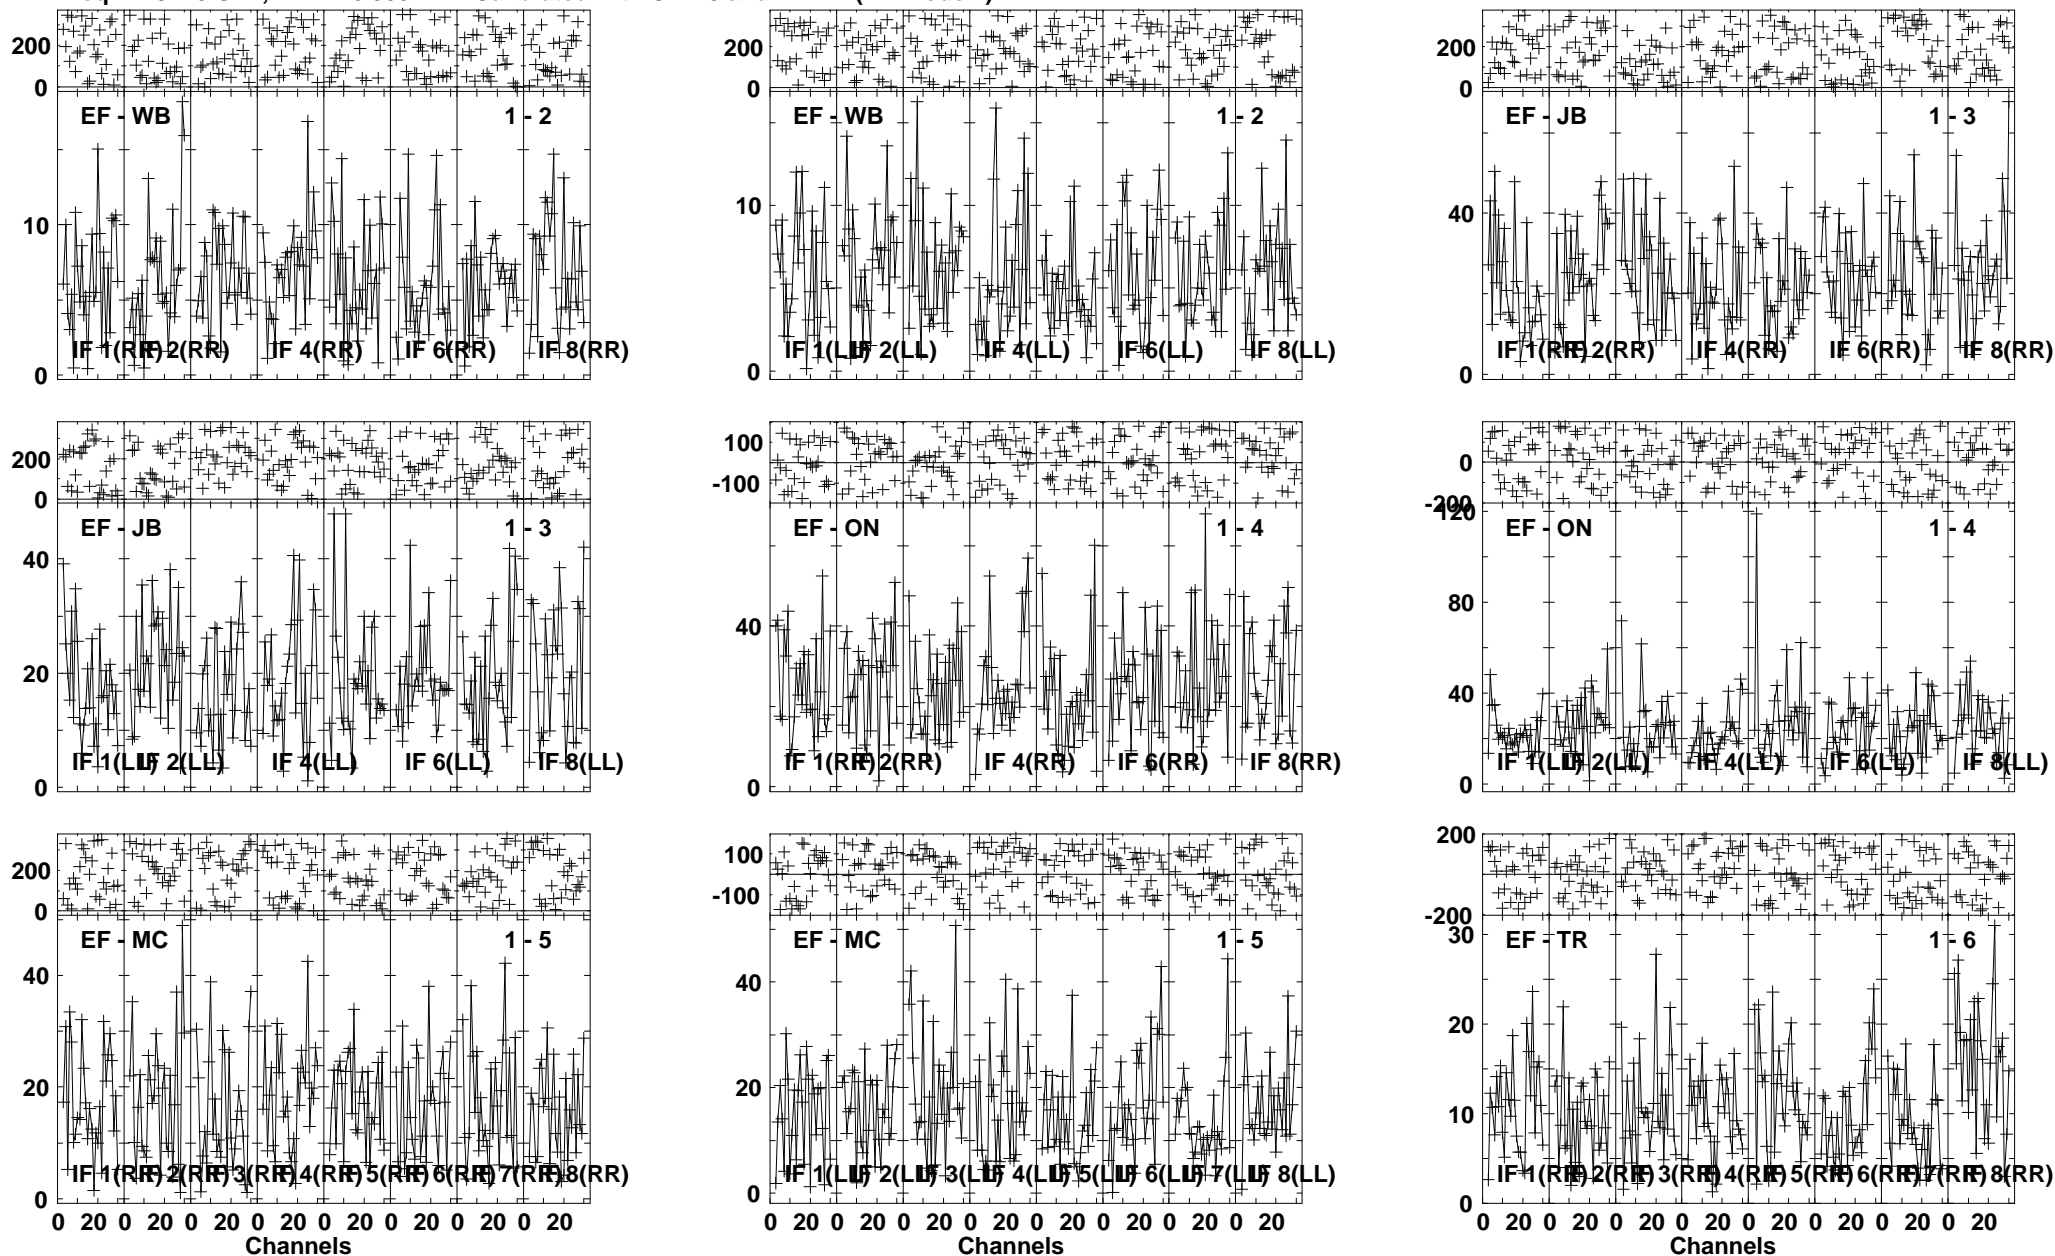 200
0
EF - WB
1 - 2
10
0
IF 1(RR)
IF 2(RR)
IF 4(RR)
IF 6(RR)
IF 8(RR)
200
0
EF - WB
1 - 2
10
0
IF 1(LL)
IF 2(LL)
IF 4(LL)
IF 6(LL)
IF 8(LL)
200
0
EF - JB
1 - 3
40
0
IF 1(RR)
IF 2(RR)
IF 4(RR)
IF 6(RR)
IF 8(RR)
200
0
EF - JB
1 - 3
40
20
0
IF 1(LL)
IF 2(LL)
IF 4(LL)
IF 6(LL)
IF 8(LL)
100
-100
EF - ON
1 - 4
40
0
IF 1(RR)
IF 2(RR)
IF 4(RR)
IF 6(RR)
IF 8(RR)
0
-200
120
EF - ON
1 - 4
80
40
0
IF 1(LL)
IF 2(LL)
IF 4(LL)
IF 6(LL)
IF 8(LL)
200
0
EF - MC
1 - 5
40
20
0
IF 1(RR)
IF 2(RR)
IF 3(RR)
IF 4(RR)
IF 5(RR)
IF 6(RR)
IF 7(RR)
IF 8(RR)
0 20 0 20 0 20 0 20 0 20 0 20 0 20 0 20
Channels
100
-100
EF - MC
1 - 5
40
20
0
IF 1(LL)
IF 2(LL)
IF 3(LL)
IF 4(LL)
IF 5(LL)
IF 6(LL)
IF 7(LL)
IF 8(LL)
0 20 0 20 0 20 0 20 0 20 0 20 0 20 0 20
Channels
200
-200
EF - TR
1 - 6
30
20
10
0
IF 1(RR)
IF 2(RR)
IF 3(RR)
IF 4(RR)
IF 5(RR)
IF 6(RR)
IF 7(RR)
IF 8(RR)
0 20 0 20 0 20 0 20 0 20 0 20 0 20 0 20
Channels